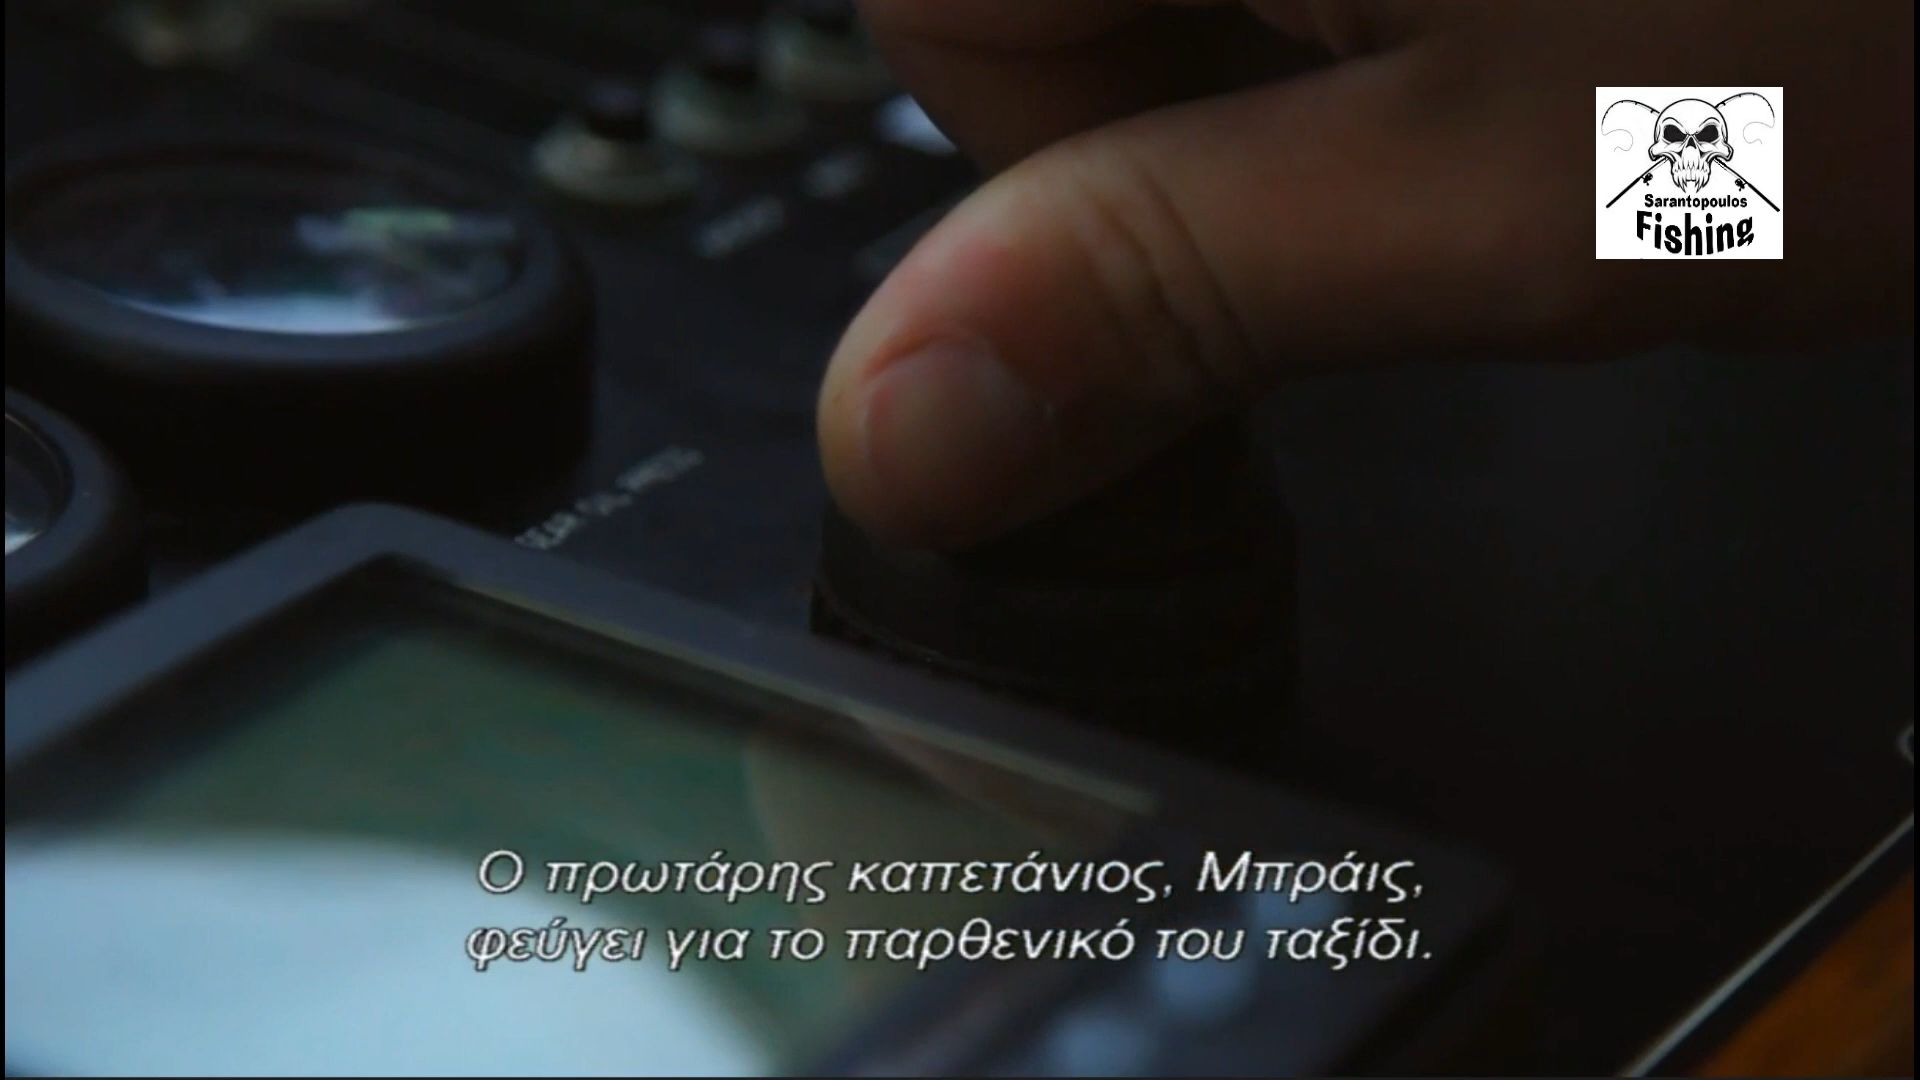 Sarantopoulos
Fishing
Ο πρωτάρης καπετάνιος, Μπράις,
φεύγει για το παρθενικό του ταξίδι.